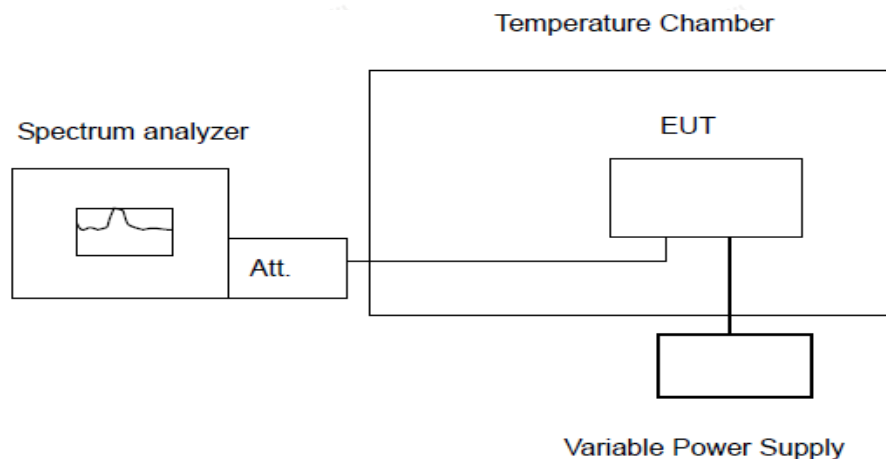 Temperature Chamber
Spectrum analyzer
EUT
Att.
Variable Power Supply